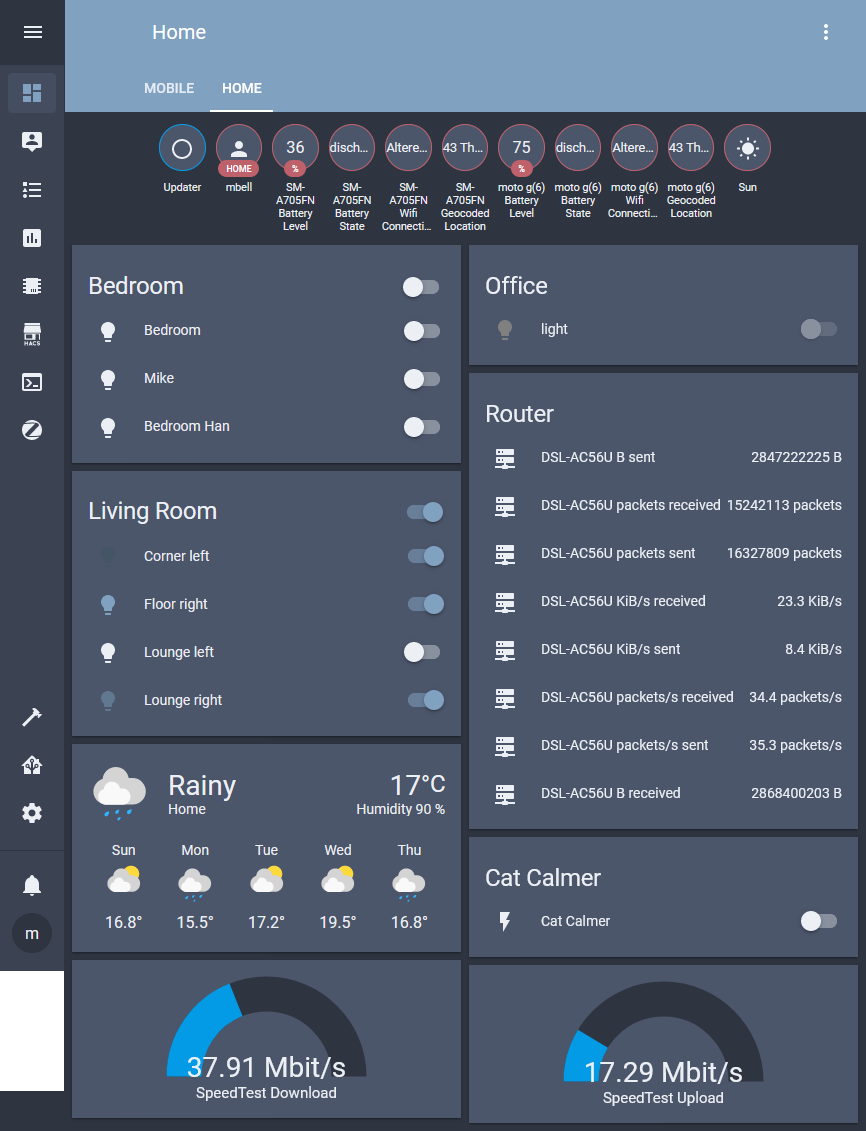 Home
MOBILE
HOME
36
disch...
Altere...
43 Th...
75
disch...
Altere...
43 Th...
HOME
%
%
Updater
mbell
SM-
A705FN
Battery
Level
SM-
A705FN
Battery
State
SM-
A705FN
Wifi
Connecti...
SM-
A705FN
Geocoded
Location
moto g(6)
Battery
Level
moto g(6)
Battery
State
moto g(6)
Wifi
Connecti...
moto g(6)
Geocoded
Location
Sun
HACS
m
Bedroom
Bedroom
Mike
Bedroom Han
Living Room
Corner left
Floor right
Lounge left
Lounge right
Rainy
17°C
Home
Humidity 90 %
Sun Mon Tue Wed Thu
16.8° 15.5° 17.2° 19.5° 16.8°
37.91 Mbit/s
SpeedTest Download
Office
light
Router
DSL-AC56U B sent 2847222225 B
DSL-AC56U packets received 15242113 packets
DSL-AC56U packets sent 16327809 packets
DSL-AC56U KiB/s received 23.3 KiB/s
DSL-AC56U KiB/s sent 8.4 KiB/s
DSL-AC56U packets/s received 34.4 packets/s
DSL-AC56U packets/s sent 35.3 packets/s
DSL-AC56U B received 2868400203 B
Cat Calmer
Cat Calmer
17.29 Mbit/s
SpeedTest Upload